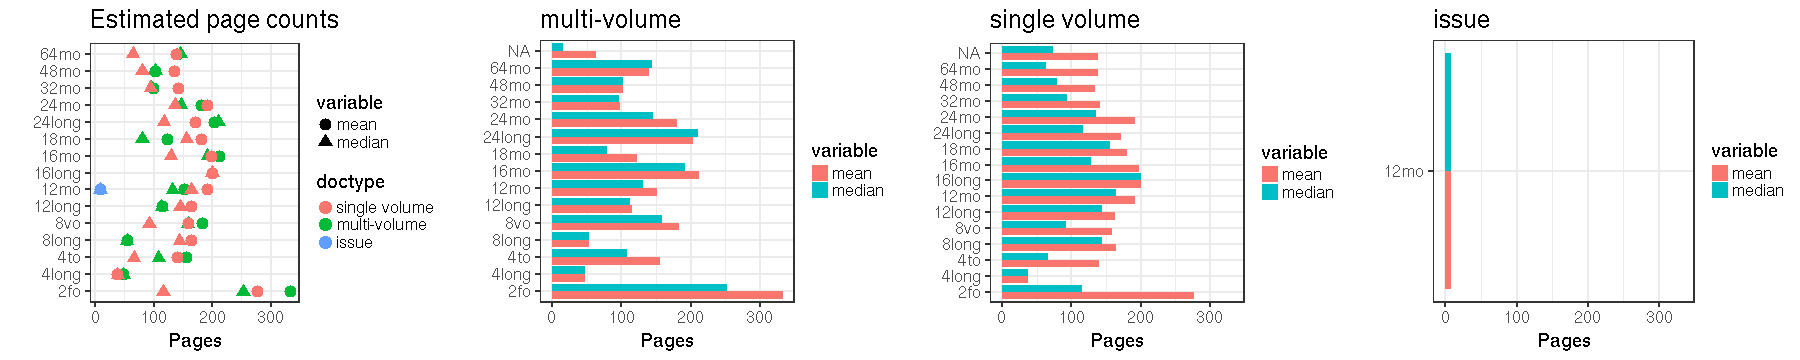 Estimated page counts
64mo
48mo
32mo
24mo
24long
18mo
16mo
16long
12mo
12long
8vo
8long
4to
4long
2fo
0 100 200 300
Pages
variable
mean
median
doctype
single volume
multi-volume
issue
multi-volume
NA
64mo
48mo
32mo
24mo
24long
18mo
16mo
12mo
12long
8vo
8long
4to
4long
2fo
0 100 200 300
Pages
variable
mean
median
single volume
NA
64mo
48mo
32mo
24mo
24long
18mo
16mo
16long
12mo
12long
8vo
8long
4to
4long
2fo
0 100 200 300
Pages
variable
mean
median
issue
12mo
0 100 200 300
Pages
variable
mean
median